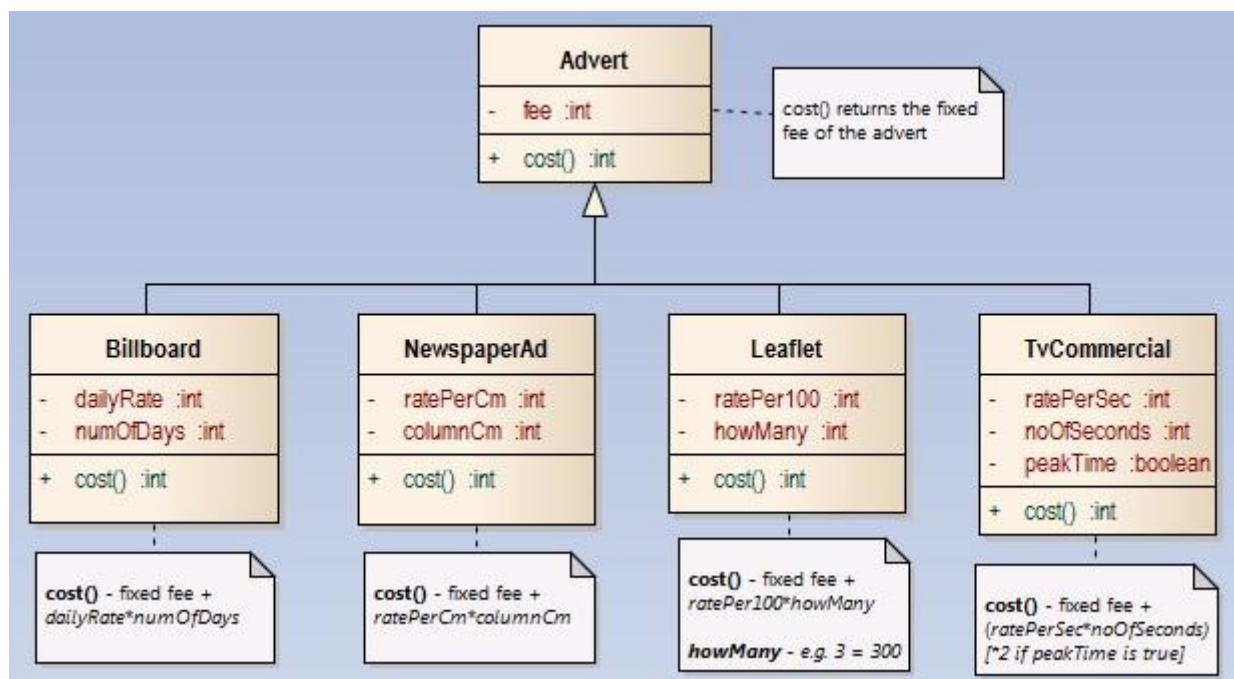 Advert
- fee :int
+ cost() :int
cost() returns the fixed
fee of the advert
Billboard
- dailyRate :int
- numOfDays :int
+ cost() :int
cost() - fixed fee +
dailyRate*numOfDays
NewspaperAd
- ratePerCm :int
- columnCm :int
+ cost() :int
cost() - fixed fee +
ratePerCm*columnCm
Leaflet
- ratePer100 :int
- howMany :int
+ cost() :int
cost() - fixed fee +
ratePer100*howMany
howMany - e.g. 3 = 300
TvCommercial
- ratePerSec :int
- noOfSeconds :int
- peakTime :boolean
+ cost() :int
cost() - fixed fee +
(ratePerSec*noOfSeconds)
[*2 if peakTime is true]